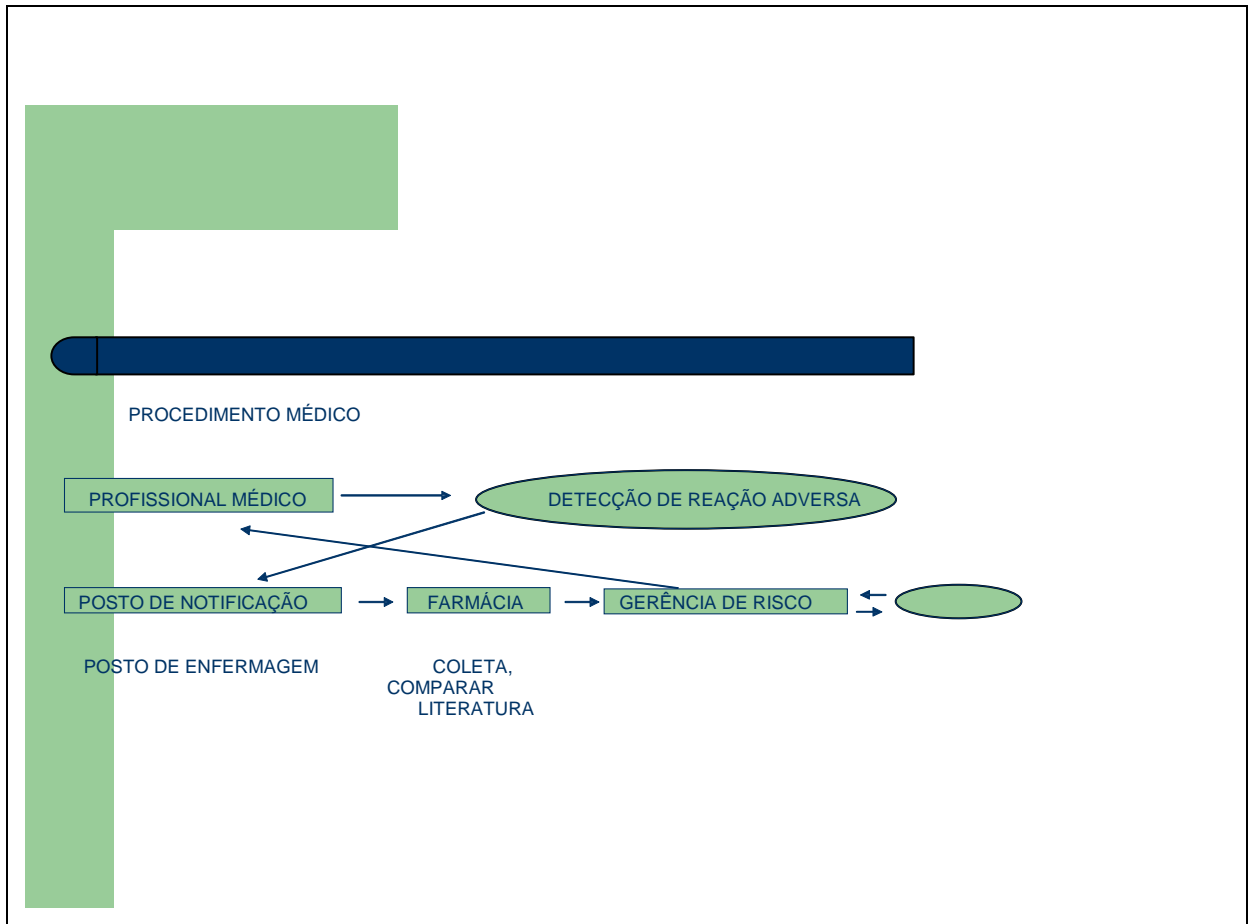 PROCEDIMENTO MÉDICO
PROFISSIONAL MÉDICO
DETECÇÃO DE REAÇÃO ADVERSA
POSTO DE NOTIFICAÇÃO
FARMÁCIA
GERÊNCIA DE RISCO
POSTO DE ENFERMAGEM
COLETA,
COMPARAR
LITERATURA